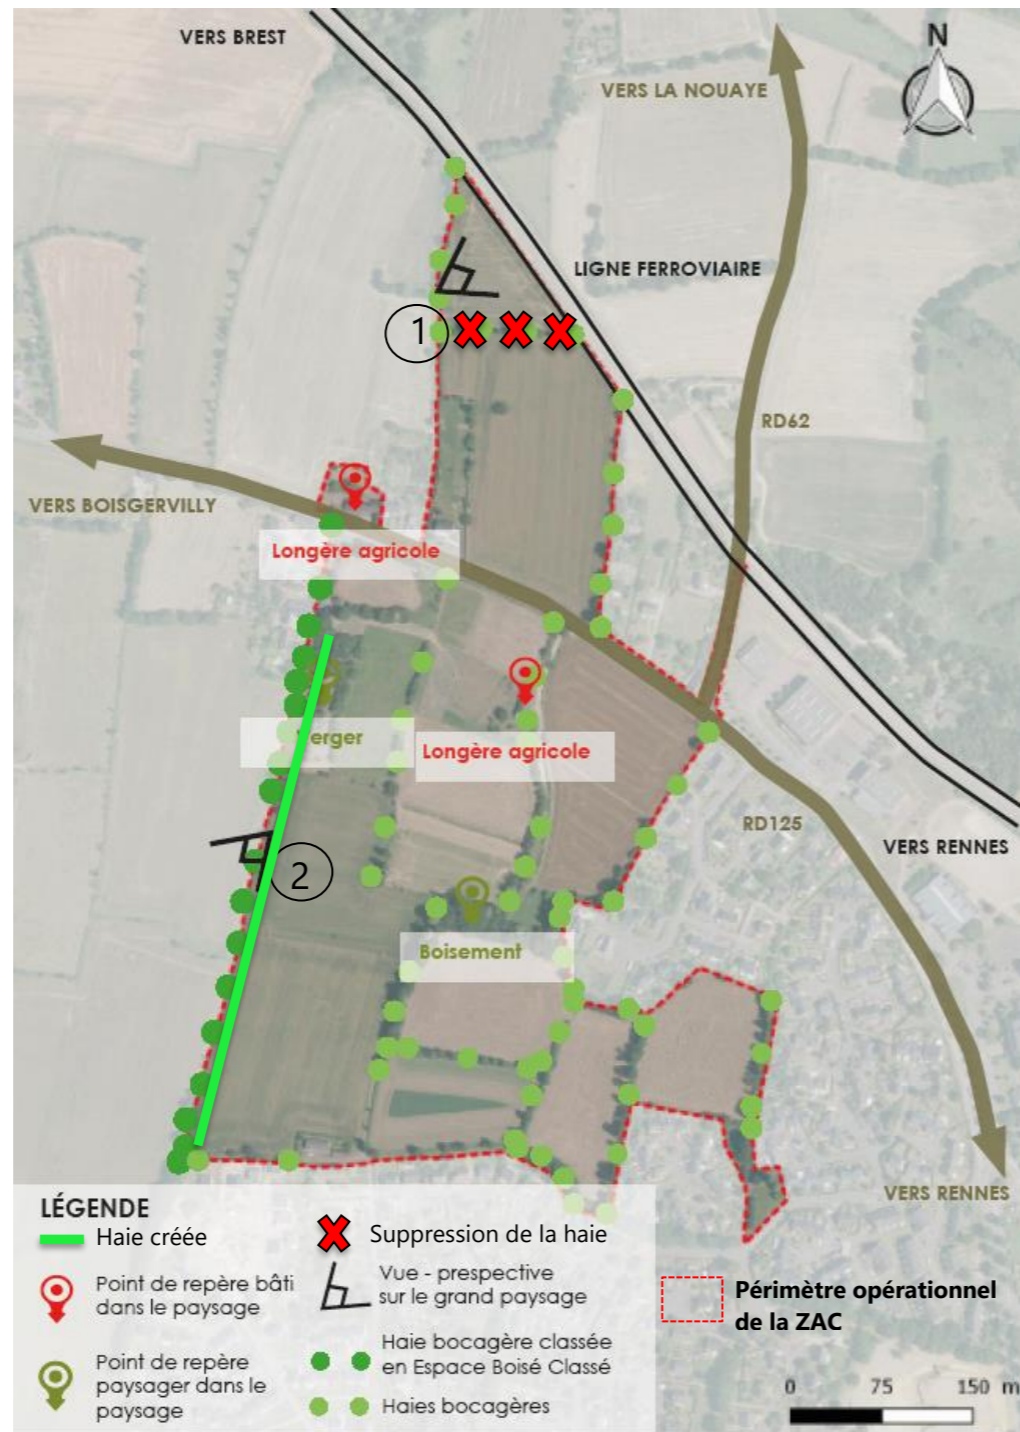 VERS BREST
N
VERS LA NOUAYE
LIGNE FERROVIAIRE
1
RD62
VERS BOISGERVILLY
Longère agricole
erger
Longère agricole
RD125
VERS RENNES
2
Boisement
VERS RENNES
LÉGENDE
Haie créée
Point de repère bâti
dans le paysage
Point de repère
paysager dans le
paysage
Suppression de la haie
Vue - prespective
sur le grand paysage
Haie bocagère classée
en Espace Boisé Classé
Haies bocagères
Périmètre opérationnel
de la ZAC
0 75 150 m